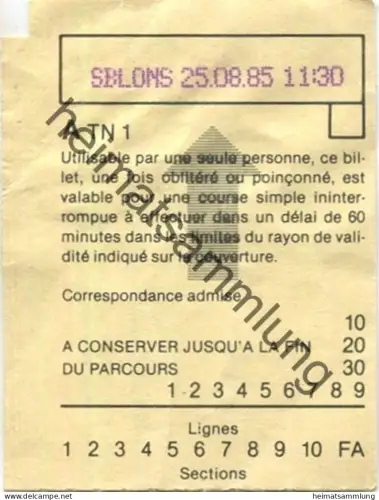 SBLONS 25.08.85 11:30
TN 1
Utilisable par une seule personne, ce bil-
let, une fois oblitéré ou poinçonné, est
valable pour une course simple ininter-
rompue à effectuer dans un délai de 60
minutes dans les limites du rayon de vali-
dité indiqué sur la couverture.
Correspondance admise
10
A CONSERVER JUSQU'A LA FIN 20
DU PARCOURS 30
1 - 2 3 4 5 6 7 8 9
Lignes
1 2 3 4 5 6 7 8 9 10 FA
Sections
heimatsammlung
©www.ansichtskartenversand.com heimatsammlung.com